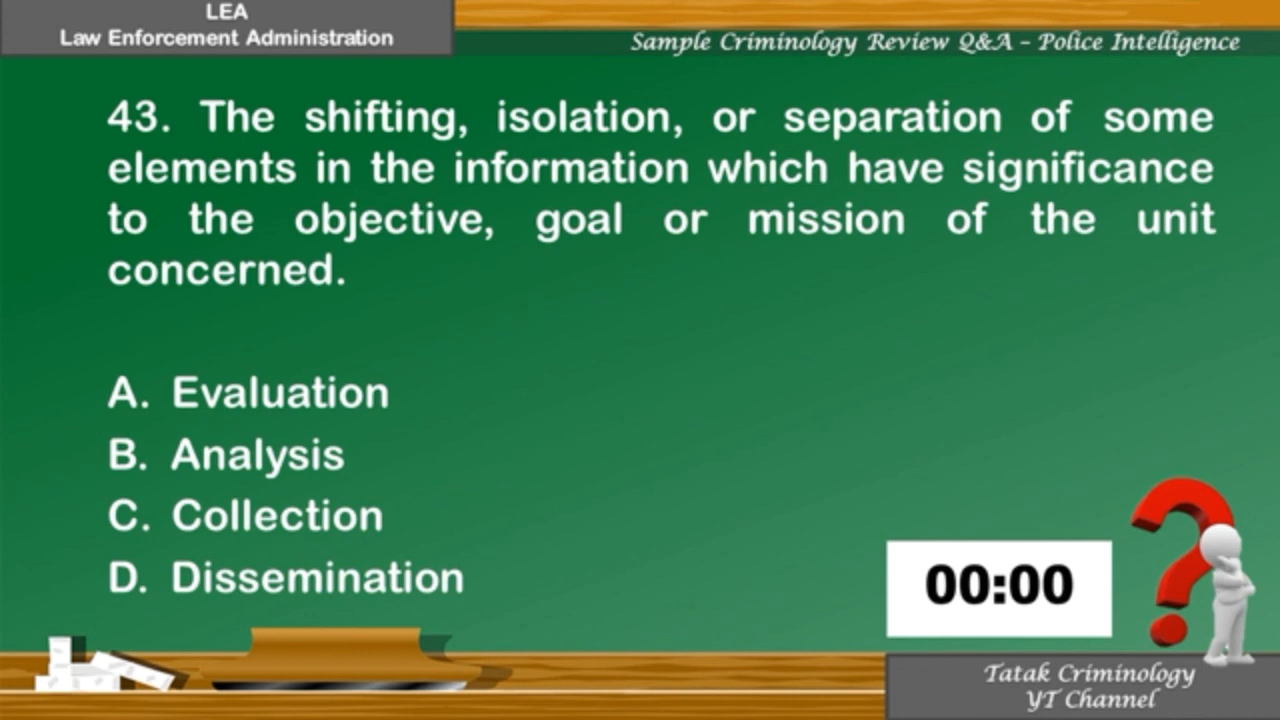 LEA
Law Enforcement Administration
Sample Criminology Review Q&A – Police Intelligence
43. The shifting, isolation, or separation of some
elements in the information which have significance
to the objective, goal or mission of the unit
concerned.
A. Evaluation
B. Analysis
C. Collection
D. Dissemination
00:00
Tatak Criminology
YT Channel